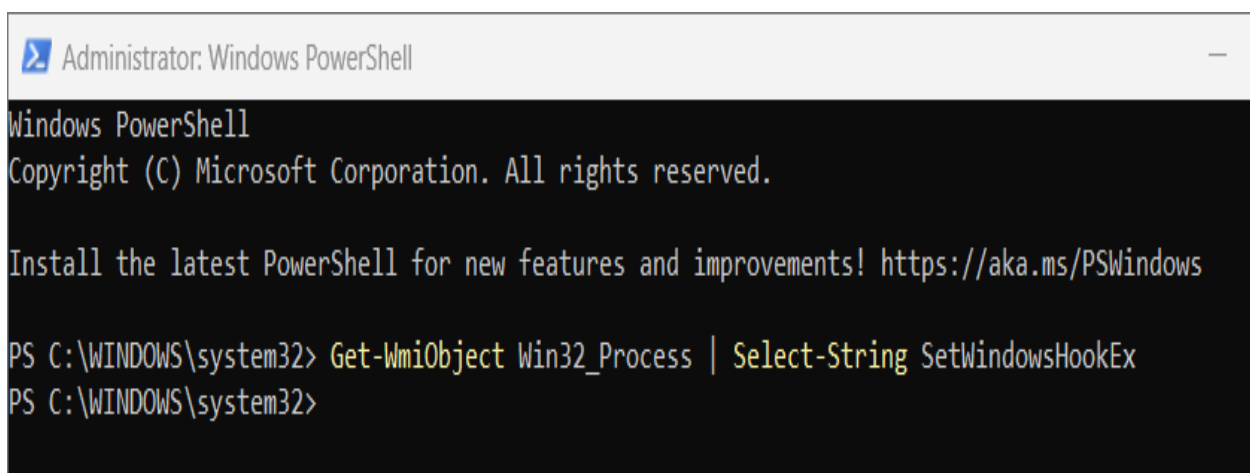 Administrator: Windows PowerShell
Windows PowerShell
Copyright (C) Microsoft Corporation. All rights reserved.
Install the latest PowerShell for new features and improvements! https://aka.ms/PSWindows
PS C:\WINDOWS\system32> Get-WmiObject Win32_Process | Select-String SetWindowsHookEx
PS C:\WINDOWS\system32>